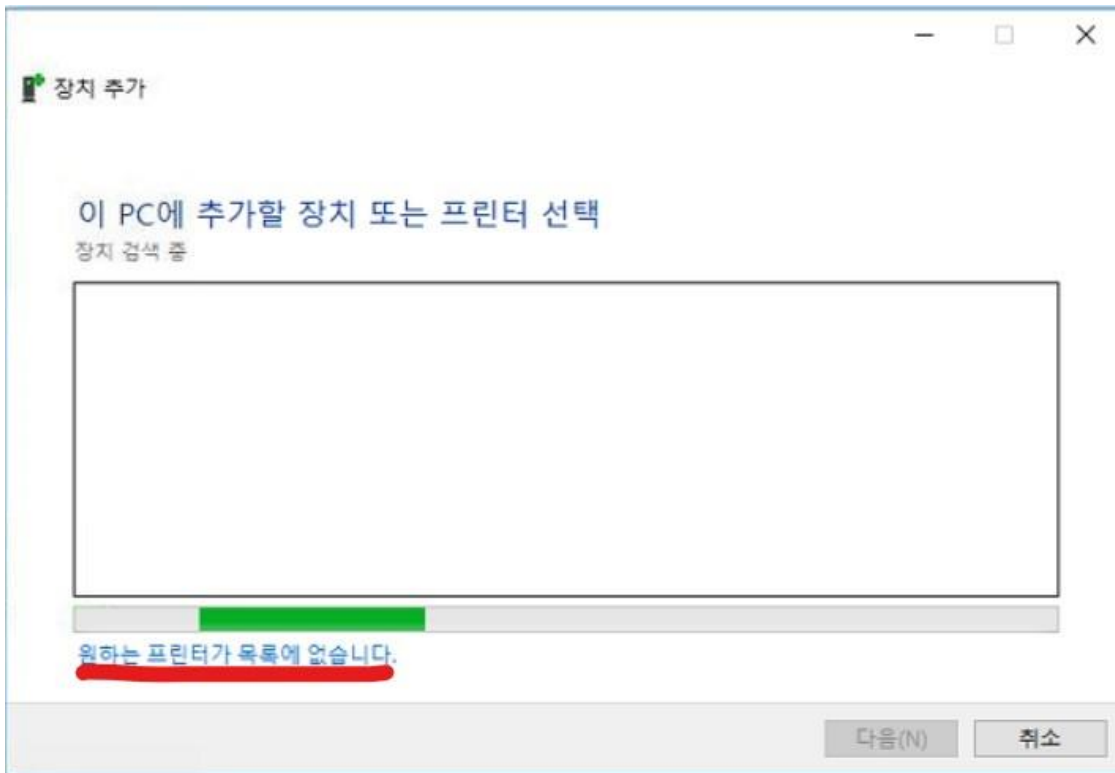 장치 추가
이 PC에 추가할 장치 또는 프린터 선택
장치 검색 중
원하는 프린터가 목록에 없습니다.
다음(N)
취소